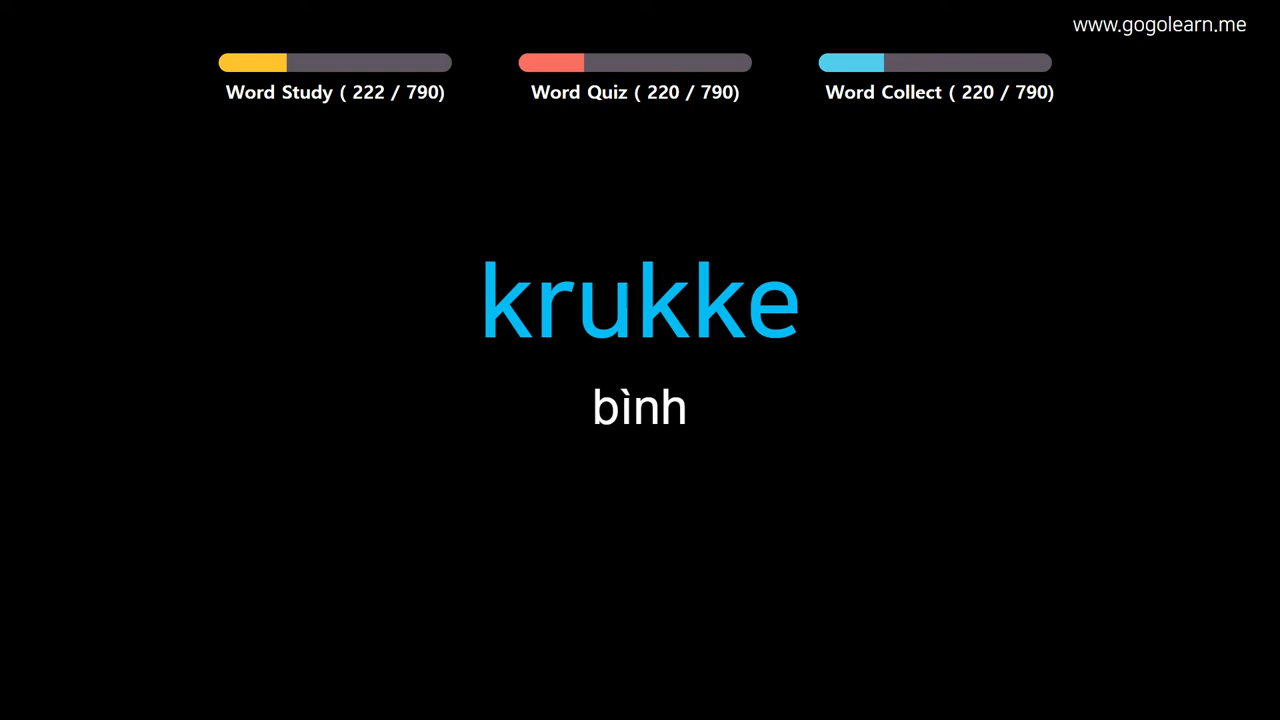 www.gogolearn.me
Word Study ( 222 / 790)
Word Quiz ( 220 / 790)
Word Collect ( 220 / 790)
krukke
bình